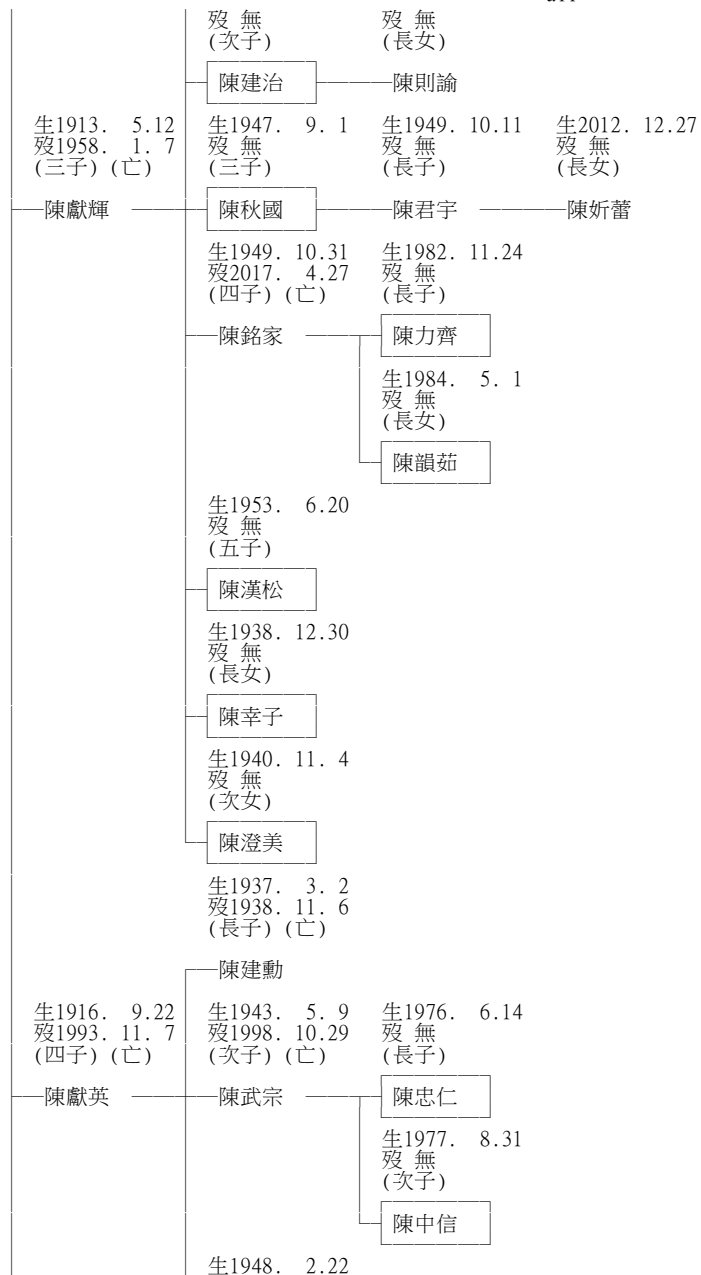 歿 無 歿 無
(次子) (長女)
陳建治 陳則諭
生1913. 5.12 生1947. 9. 1 生1949. 10.11 生2012. 12.27
歿1958. 1. 7 歿 無 歿 無 歿 無
(三子) (亡) (三子) (長子) (長女)
陳獻輝 陳秋國 陳君宇 陳妡蕾
生1949. 10.31 生1982. 11.24
歿2017. 4.27 歿 無
(四子) (亡) (長子)
陳銘家 陳力齊
生1984. 5. 1
歿 無
(長女)
陳韻茹
生1953. 6.20
歿 無
(五子)
陳漢松
生1938. 12.30
歿 無
(長女)
陳幸子
生1940. 11. 4
歿 無
(次女)
陳澄美
生1937. 3. 2
歿1938. 11. 6
(長子) (亡)
陳建勳
生1916. 9.22 生1943. 5. 9 生1976. 6.14
歿1993. 11. 7 歿1998. 10.29 歿 無
(四子) (亡) (次子) (亡) (長子)
陳獻英 陳武宗 陳忠仁
生1977. 8.31
歿 無
(次子)
陳中信
生1948. 2.22